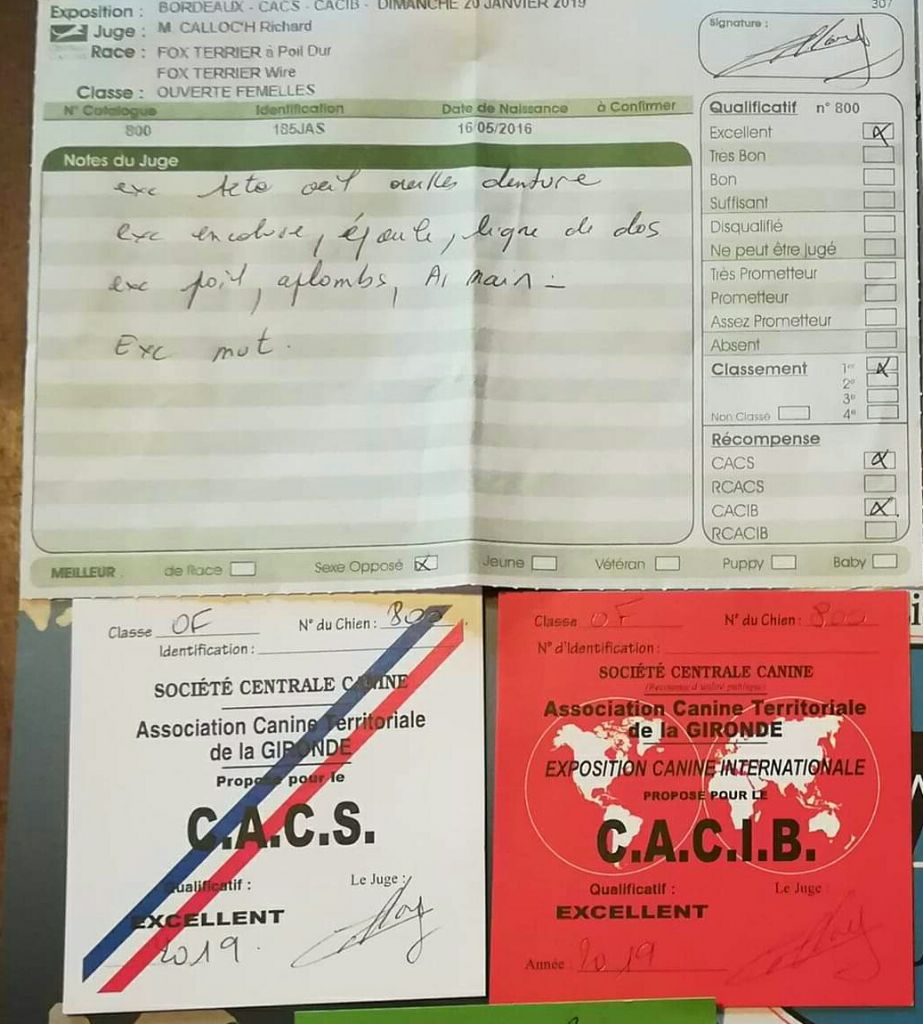 Exposition : BORDEAUX - CACS - CACIB - DIMANCHE 20 JANVIER 2019
307
Juge : M. CALLOC'H Richard
Race : FOX TERRIER à Poil Dur
FOX TERRIER Wire
Classe : OUVERTE FEMELLES
Signature :
N° Catalogue Identification Date de Naissance à Confirmer
800 185JAS 16/05/2016
Notes du Juge
exc tete oeil oreilles denture
exc encolure, épaule, ligne de dos
exc poil, aplombs, A, main -
Exc mvt.
Qualificatif n° 800
Excellent X
Très Bon
Bon
Suffisant
Disqualifié
Ne peut être jugé
Très Prometteur
Prometteur
Assez Prometteur
Absent
Classement 1er X
2e
3e
Non Classé 4e
Récompense
CACS X
RCACS
CACIB X
RCACIB
MEILLEUR : de Race Sexe Opposé X Jeune Vétéran Puppy Baby
Classe OF N° du Chien : 800
Identification :
SOCIÉTÉ CENTRALE CANINE
Association Canine Territoriale
de la GIRONDE
Proposé pour le
C.A.C.S.
Qualificatif : Le Juge :
EXCELLENT
2019.
Classe OF N° du Chien : 800
N° d'Identification :
SOCIÉTÉ CENTRALE CANINE
(Reconnue d'utilité publique)
Association Canine Territoriale
de la GIRONDE
EXPOSITION CANINE INTERNATIONALE
PROPOSÉ POUR LE
C.A.C.I.B.
Qualificatif : Le Juge
EXCELLENT
Année : 2019